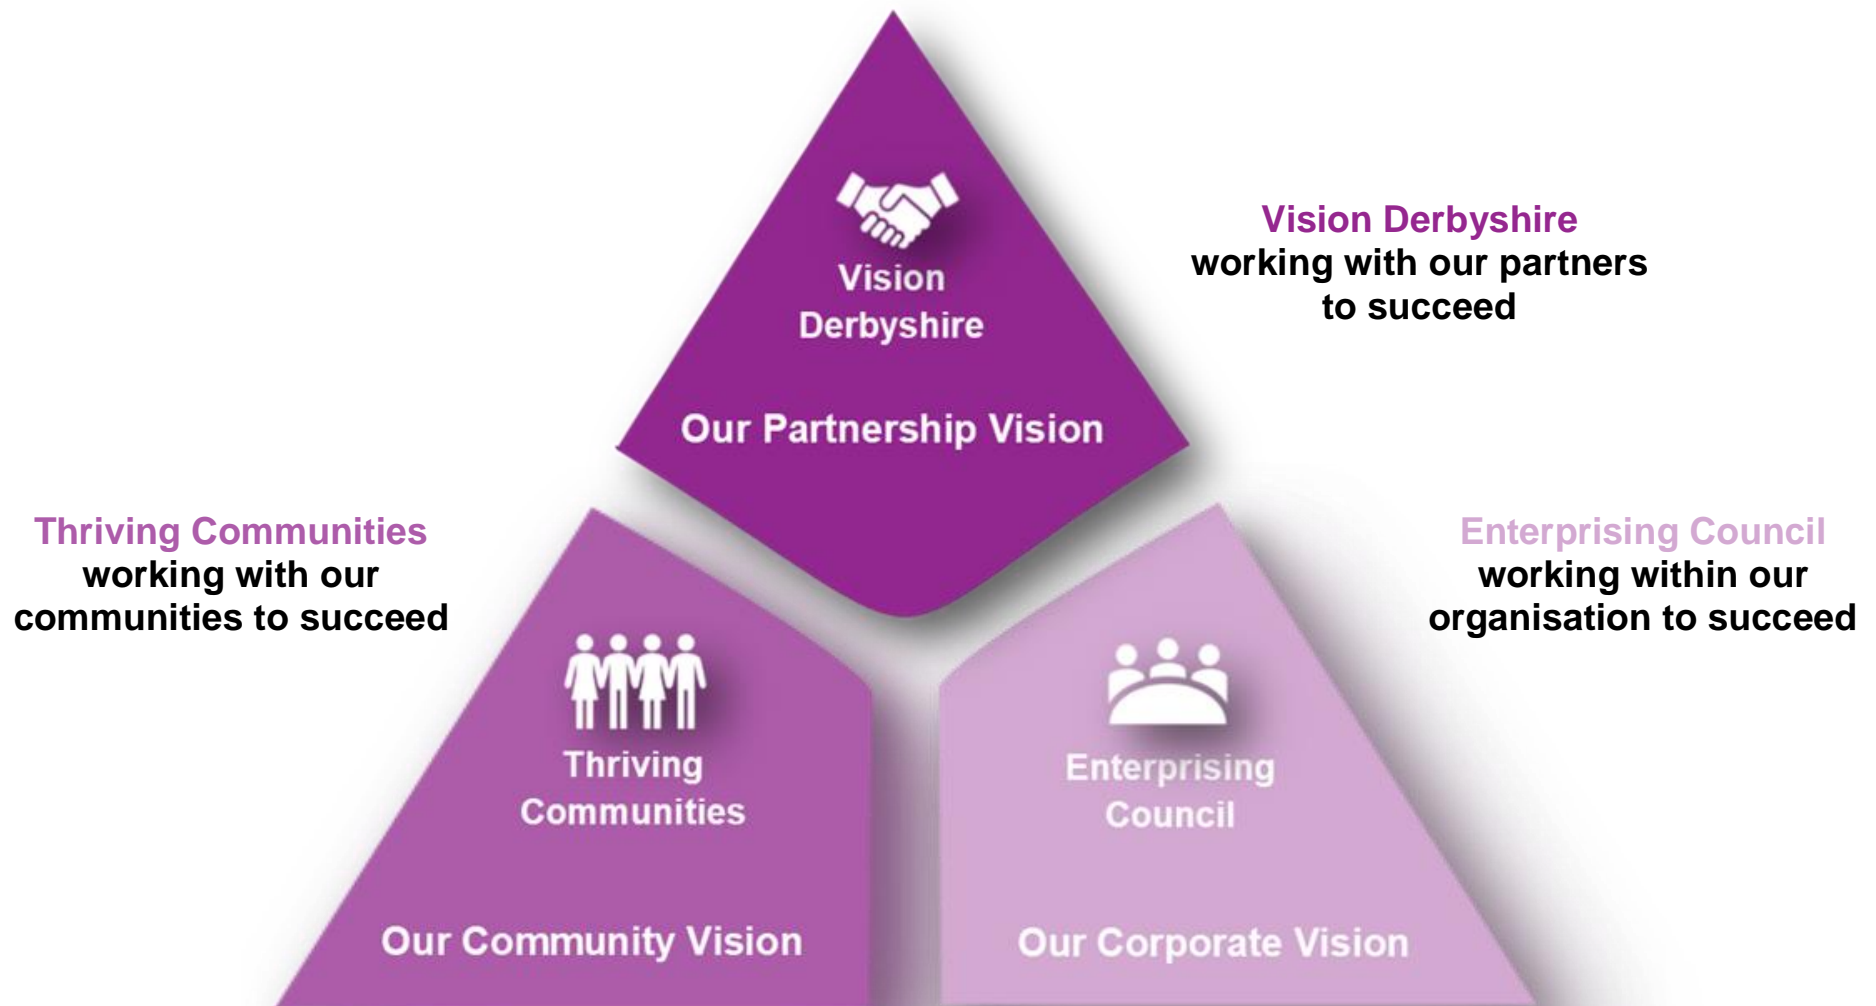 Vision
Derbyshire
Our Partnership Vision
Vision Derbyshire
working with our partners
to succeed
Thriving Communities
working with our
communities to succeed
Thriving
Communities
Our Community Vision
Enterprising
Council
Our Corporate Vision
Enterprising Council
working within our
organisation to succeed